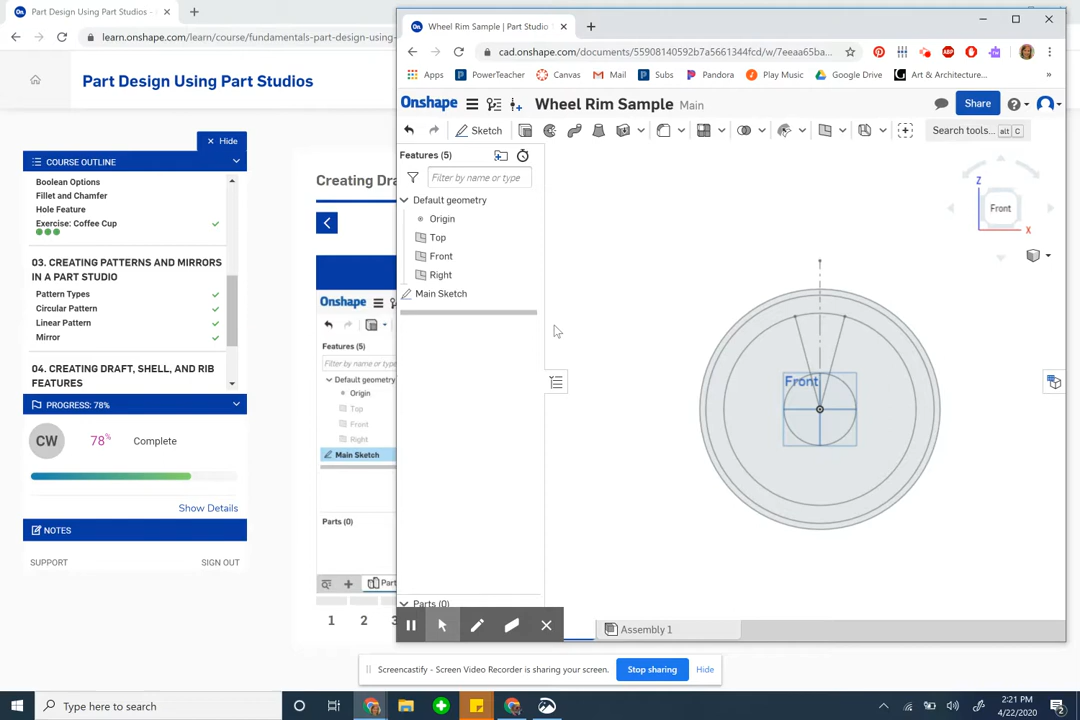 Part Design Using Part Studios -
learn.onshape.com/learn/course/fundamentals-part-design-using-
Part Design Using Part Studios
Hide
COURSE OUTLINE
Boolean Options
Fillet and Chamfer
Hole Feature
Exercise: Coffee Cup
03. CREATING PATTERNS AND MIRRORS
IN A PART STUDIO
Pattern Types
Circular Pattern
Linear Pattern
Mirror
04. CREATING DRAFT, SHELL, AND RIB
FEATURES
PROGRESS: 78%
CW
78%
Complete
Show Details
NOTES
SUPPORT
SIGN OUT
Creating Dra
Onshape
Features (5)
Filter by name or type
Default geometry
Origin
Top
Front
Right
Main Sketch
Parts (0)
Part
1 2 3
On
Wheel Rim Sample | Part Studio
cad.onshape.com/documents/55908140592b7a5661344fcd/w/7eeaa65ba...
Apps
PowerTeacher
Canvas
Mail
Subs
Pandora
Play Music
Google Drive
Art & Architecture...
Onshape
Wheel Rim Sample Main
Share
Sketch
Search tools... alt C
Features (5)
Filter by name or type
Default geometry
Origin
Top
Front
Right
Main Sketch
Parts (0)
Front
Z
Front
X
Assembly 1
Screencastify - Screen Video Recorder is sharing your screen.
Stop sharing
Hide
Type here to search
2:21 PM
4/22/2020
2